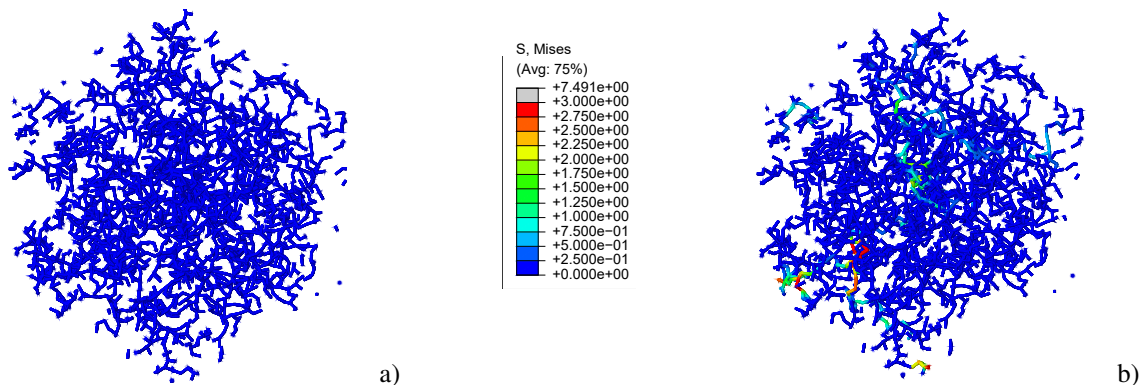 S, Mises
(Avg: 75%)
+7.491e+00
+3.000e+00
+2.750e+00
+2.500e+00
+2.250e+00
+2.000e+00
+1.750e+00
+1.500e+00
+1.250e+00
+1.000e+00
+7.500e−01
+5.000e−01
+2.500e−01
+0.000e+00
a)
b)